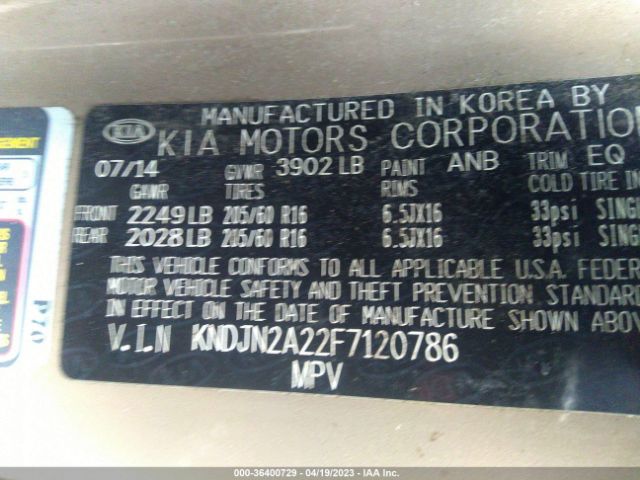 MANUFACTURED IN KOREA BY
KIA KIA MOTORS CORPORATION
07/14 GVWR 3902 LB PAINT ANB TRIM EQ
GAWR TIRES RIMS COLD TIRE IN
FRONT 2249 LB 205/60 R16 6.5JX16 33psi SING
REAR 2028 LB 205/60 R16 6.5JX16 33psi SING
THIS VEHICLE CONFORMS TO ALL APPLICABLE U.S.A. FEDER
MOTOR VEHICLE SAFETY AND THEFT PREVENTION STANDAR
IN EFFECT ON THE DATE OF MANUFACTURE SHOWN ABOV
V.I.N KNDJN2A22F7120786
MPV
P70
000-36400729 - 04/19/2023 - IAA Inc.